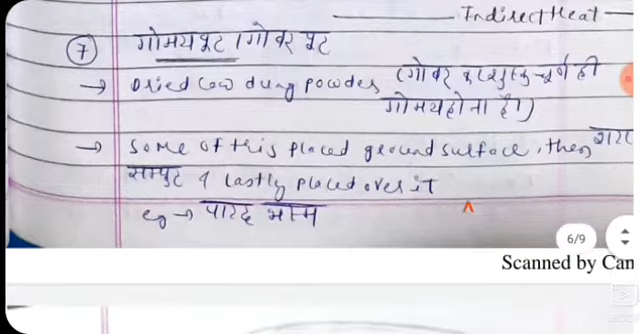 Indirect Heat
7 गोमयपुट / गोबर पुट
→ Dried Cow dung powder (गोबर का शुष्क चूर्ण ही
गोमय होता है।)
→ Some of this placed ground surface, then शरा
सम्पुट & lastly placed over it
eg → पारद भस्म
6/9
Scanned by Cam